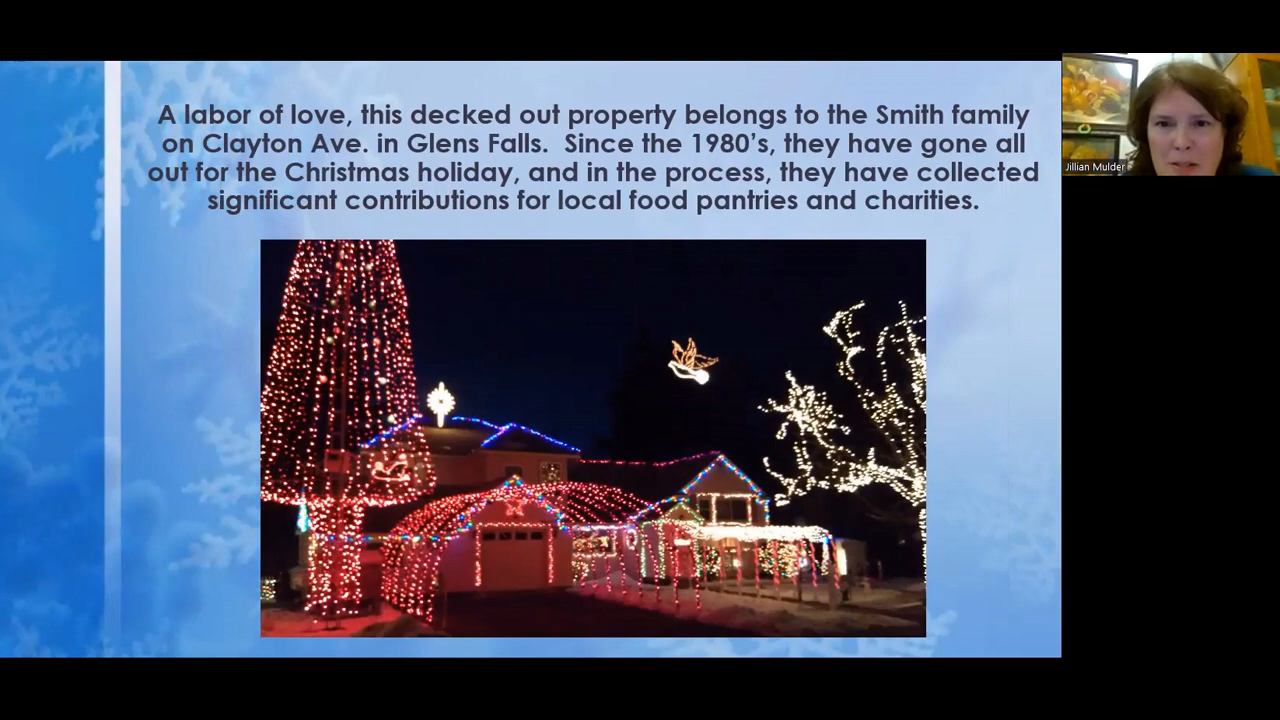 A labor of love, this decked out property belongs to the Smith family
on Clayton Ave. in Glens Falls.  Since the 1980’s, they have gone all
out for the Christmas holiday, and in the process, they have collected
significant contributions for local food pantries and charities.
Jillian Mulder